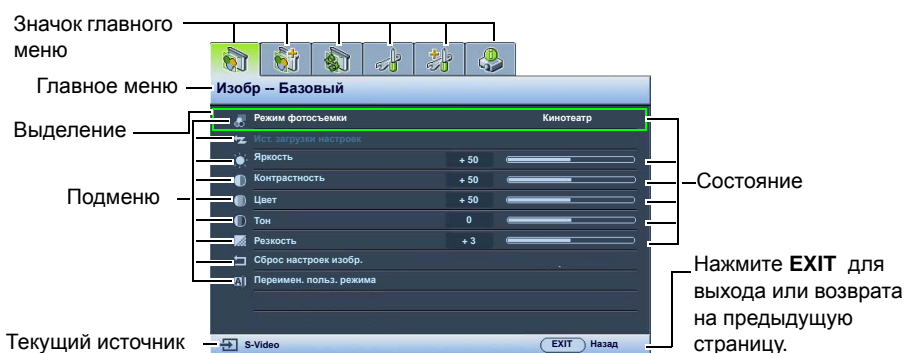 Значок главного
меню
Главное меню
Изобр -- Базовый
Выделение
Режим фотосъемки Кинотеатр
Ист. загрузки настроек
Яркость + 50
Контрастность + 50
Подменю
Состояние
Цвет + 50
Тон 0
Резкость + 3
Сброс настроек изобр.
Переимен. польз. режима
Нажмите EXIT для
выхода или возврата
на предыдущую
страницу.
Текущий источник
S-Video EXIT Назад